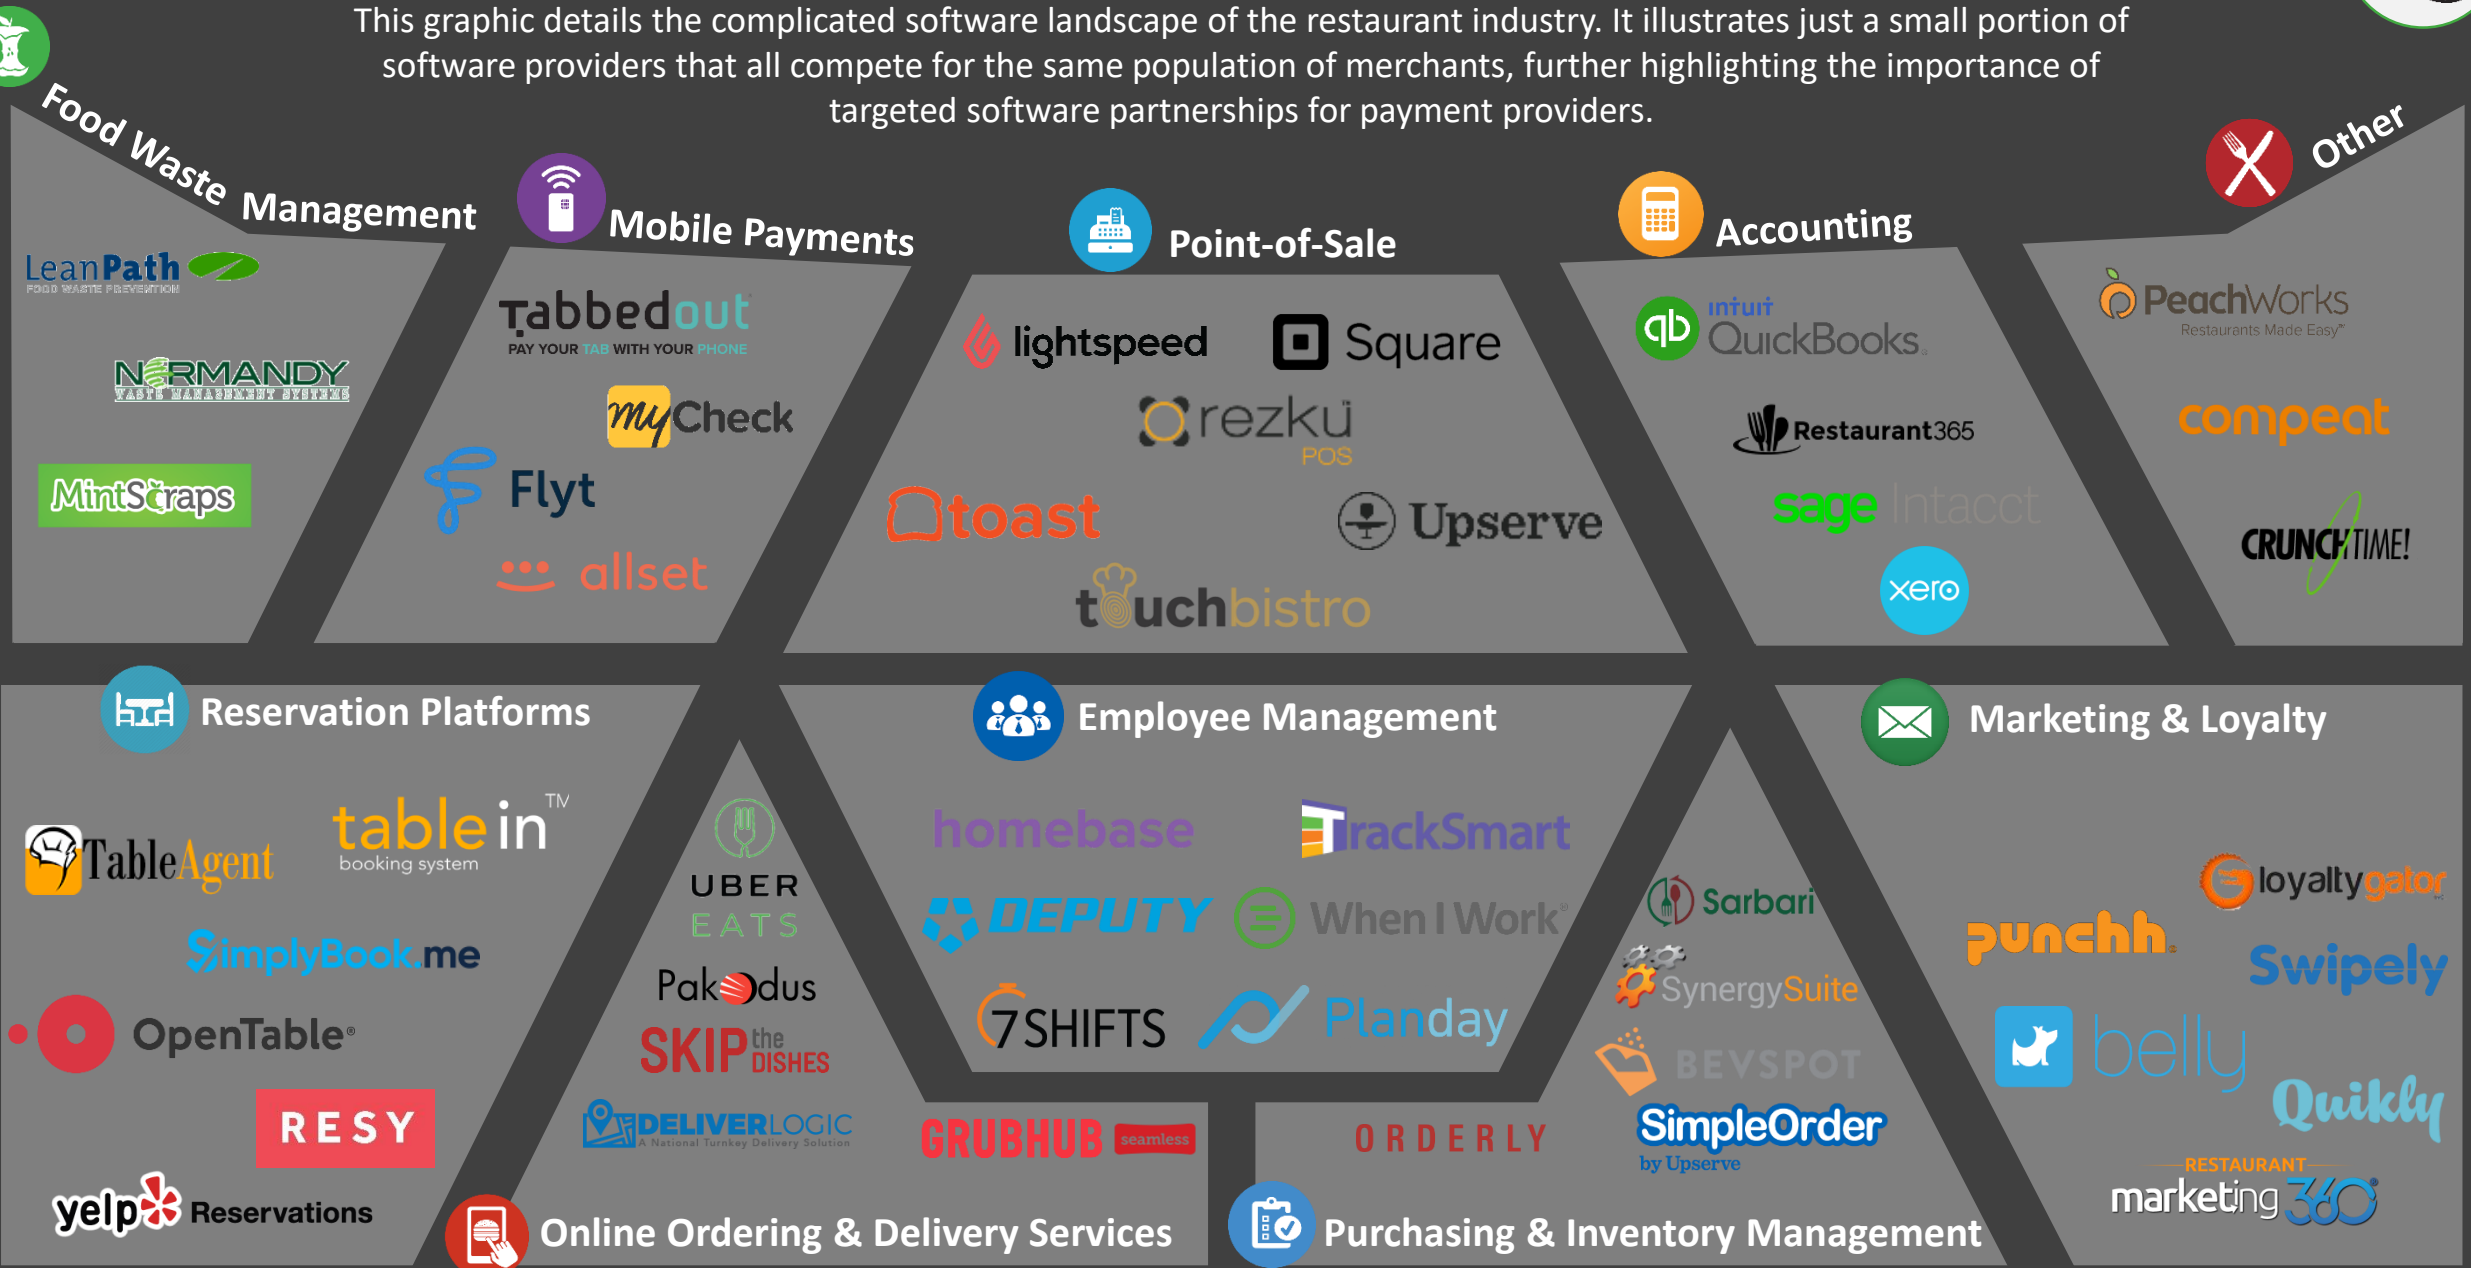 This graphic details the complicated software landscape of the restaurant industry. It illustrates just a small portion of
software providers that all compete for the same population of merchants, further highlighting the importance of
targeted software partnerships for payment providers.
Food Waste Management
LeanPath
FOOD WASTE PREVENTION
NORMANDY
WASTE MANAGEMENT SYSTEMS
MintScraps
Mobile Payments
Tabbedout
PAY YOUR TAB WITH YOUR PHONE
myCheck
Flyt
allset
Point-of-Sale
lightspeed
Square
rezku™
POS
toast
Upserve
touchbistro
Accounting
qb
intuit
QuickBooks
Restaurant365
sage Intacct
xero
Other
PeachWorks
Restaurants Made Easy™
compeat
CRUNCHTIME!
Reservation Platforms
TableAgent
tablein™
booking system
SimplyBook.me
OpenTable®
RESY
yelp Reservations
UBER
EATS
Pakodus
SKIP the
DISHES
DELIVERLOGIC
A National Turnkey Delivery Solution
GRUBHUB seamless
Online Ordering & Delivery Services
Employee Management
homebase
TrackSmart
DEPUTY
When I Work®
7SHIFTS
Planday
Sarbari
SynergySuite
BEVSPOT
SimpleOrder
by Upserve
ORDERLY
Purchasing & Inventory Management
Marketing & Loyalty
loyaltygator
punchh®
Swipely
belly
Quikly
RESTAURANT
marketing 360®